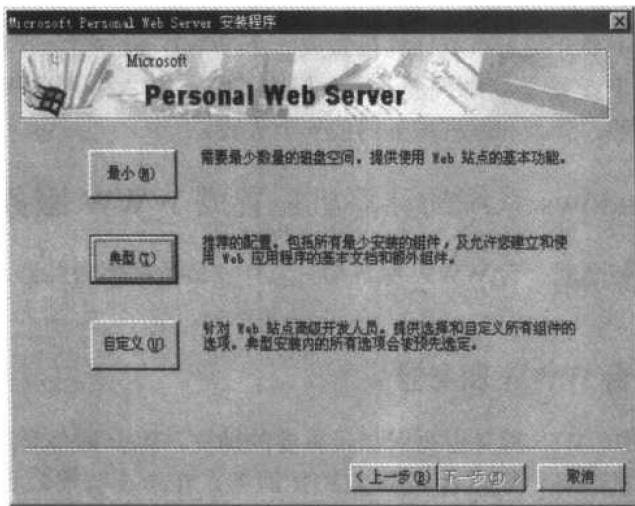 Microsoft Personal Web Server 安装程序
Microsoft
Personal Web Server
最小(M)
需要最少数量的磁盘空间。提供使用 Web 站点的基本功能。
典型(T)
推荐的配置。包括所有最少安装的组件，及允许您建立和使
用 Web 应用程序的基本文档和额外组件。
自定义(U)
针对 Web 站点高级开发人员。提供选择和自定义所有组件的
选项。典型安装内的所有选项会被预先选定。
< 上一步(B)
下一步(N) >
取消